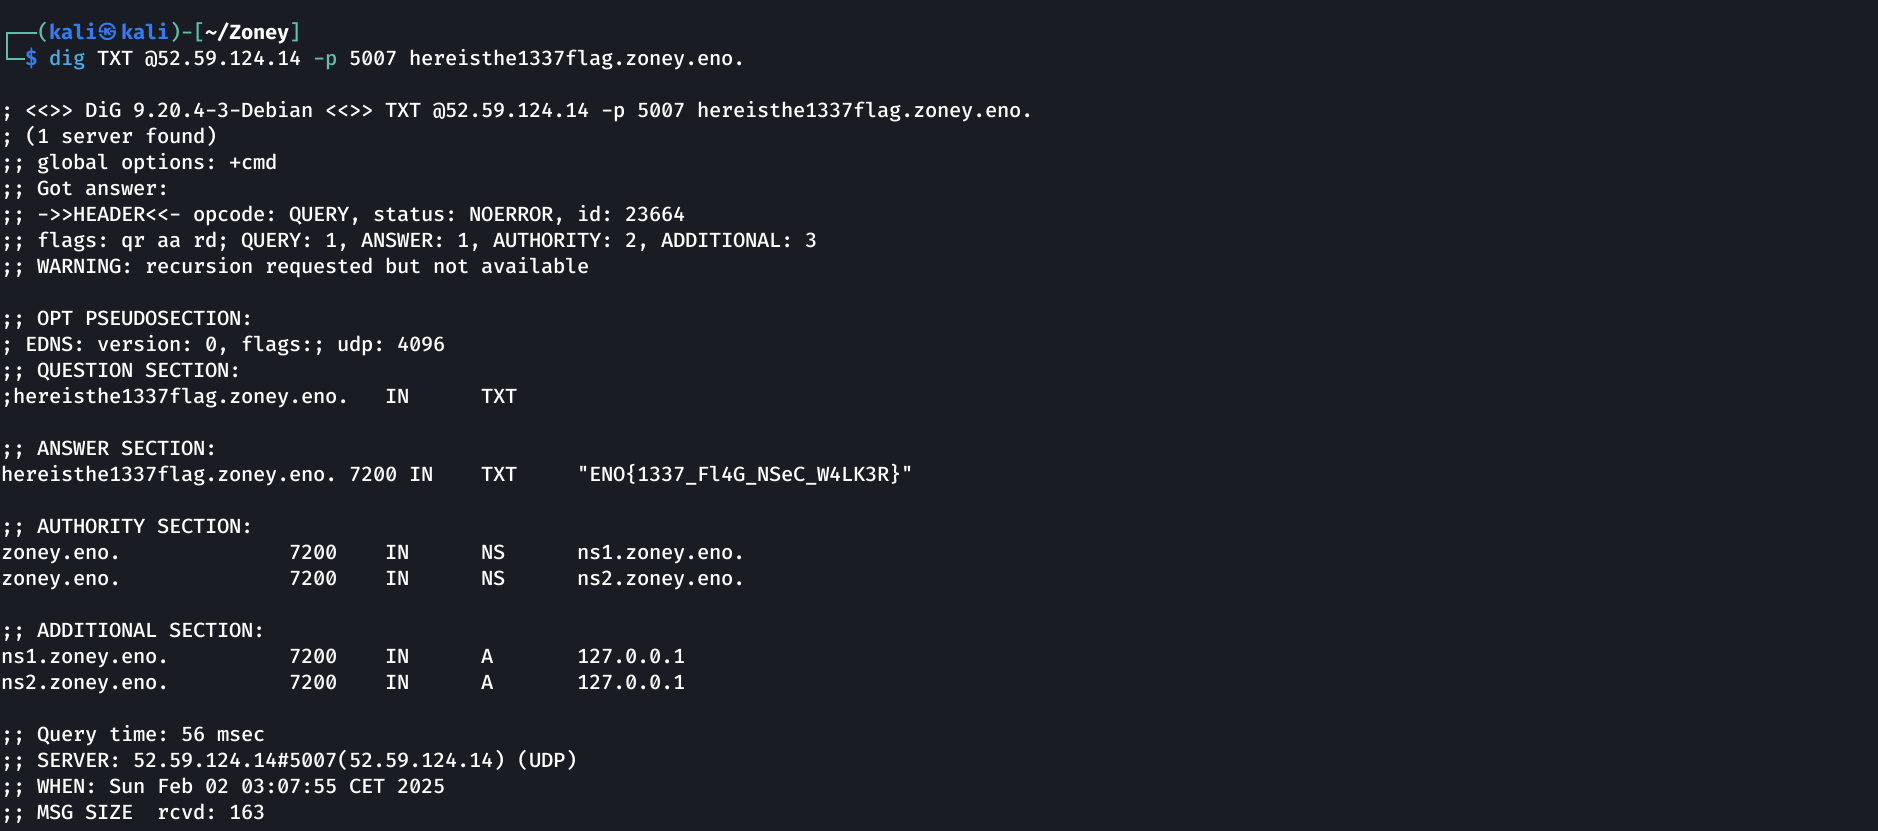 ┌──(kali㉿kali)-[~/Zoney]
└─$ dig TXT @52.59.124.14 -p 5007 hereisthe1337flag.zoney.eno.

; <<>> DiG 9.20.4-3-Debian <<>> TXT @52.59.124.14 -p 5007 hereisthe1337flag.zoney.eno.
; (1 server found)
;; global options: +cmd
;; Got answer:
;; ->>HEADER<<- opcode: QUERY, status: NOERROR, id: 23664
;; flags: qr aa rd; QUERY: 1, ANSWER: 1, AUTHORITY: 2, ADDITIONAL: 3
;; WARNING: recursion requested but not available

;; OPT PSEUDOSECTION:
; EDNS: version: 0, flags:; udp: 4096
;; QUESTION SECTION:
;hereisthe1337flag.zoney.eno.   IN      TXT

;; ANSWER SECTION:
hereisthe1337flag.zoney.eno. 7200 IN    TXT     "ENO{1337_Fl4G_NSeC_W4LK3R}"

;; AUTHORITY SECTION:
zoney.eno.              7200    IN      NS      ns1.zoney.eno.
zoney.eno.              7200    IN      NS      ns2.zoney.eno.

;; ADDITIONAL SECTION:
ns1.zoney.eno.          7200    IN      A       127.0.0.1
ns2.zoney.eno.          7200    IN      A       127.0.0.1

;; Query time: 56 msec
;; SERVER: 52.59.124.14#5007(52.59.124.14) (UDP)
;; WHEN: Sun Feb 02 03:07:55 CET 2025
;; MSG SIZE  rcvd: 163